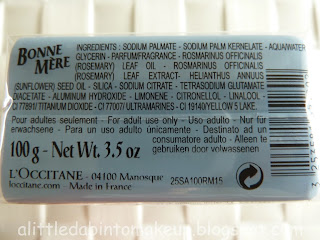 BONNE MÈRE
INGREDIENTS : SODIUM PALMATE - SODIUM PALM KERNELATE - AQUA/WATER
GLYCERIN - PARFUM/FRAGRANCE - ROSMARINUS OFFICINALIS
(ROSEMARY) LEAF OIL - ROSMARINUS OFFICINALIS
(ROSEMARY) LEAF EXTRACT - HELIANTHUS ANNUUS
(SUNFLOWER) SEED OIL - SILICA - SODIUM CITRATE - TETRASODIUM GLUTAMATE
DIACETATE - ALUMINUM HYDROXIDE - LIMONENE - CITRONELLOL - LINALOOL -
CI 77891/ TITANIUM DIOXIDE - CI 77007/ ULTRAMARINES - CI 19140/YELLOW 5 LAKE
Pour adultes seulement - For adult use only - Nur für
erwachsene - Para un uso adulto - Uso
adulto únicamente - Destinato ad un
consumatore adulto - Alleen te
gebruiken door volwassenen
100 g - Net Wt. 3.5 oz
L'OCCITANE - 04100 Manosque
loccitane.com - Made in France
25SA100RM15
alittledabintomakeup.blogspot.com